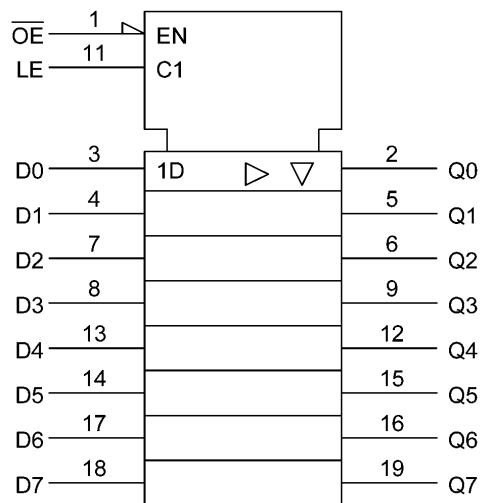 O̅E̅ 1 EN
LE 11 C1
D0 3 1D 2 Q0
D1 4 5 Q1
D2 7 6 Q2
D3 8 9 Q3
D4 13 12 Q4
D5 14 15 Q5
D6 17 16 Q6
D7 18 19 Q7